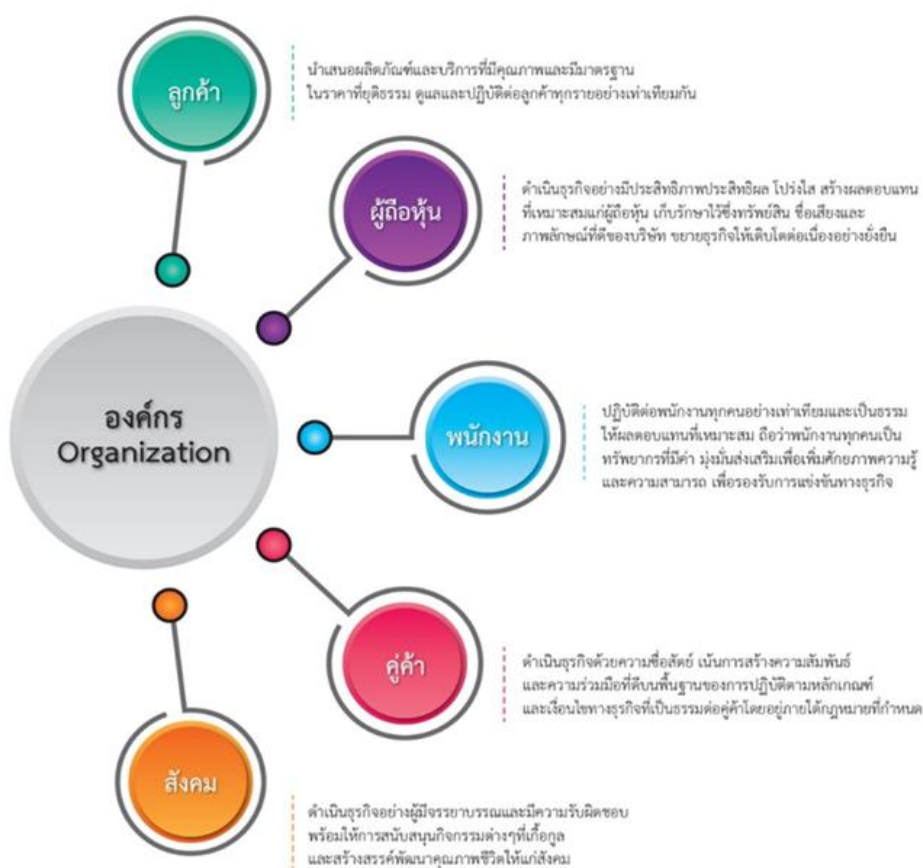 ลูกค้า
นำเสนอผลิตภัณฑ์และบริการที่มีคุณภาพและมีมาตรฐาน
ในราคาที่ยุติธรรม ดูแลและปฏิบัติต่อลูกค้าทุกรายอย่างเท่าเทียมกัน
ผู้ถือหุ้น
ดำเนินธุรกิจอย่างมีประสิทธิภาพประสิทธิผล โปร่งใส สร้างผลตอบแทน
ที่เหมาะสมแก่ผู้ถือหุ้น เก็บรักษาไว้ซึ่งทรัพย์สิน ชื่อเสียงและ
ภาพลักษณ์ที่ดีของบริษัท ขยายธุรกิจให้เติบโตต่อเนื่องอย่างยั่งยืน
องค์กร
Organization
พนักงาน
ปฏิบัติต่อพนักงานทุกคนอย่างเท่าเทียมและเป็นธรรม
ให้ผลตอบแทนที่เหมาะสม ถือว่าพนักงานทุกคนเป็น
ทรัพยากรที่มีค่า มุ่งมั่นส่งเสริมเพื่อเพิ่มศักยภาพความรู้
และความสามารถ เพื่อรองรับการแข่งขันทางธุรกิจ
คู่ค้า
ดำเนินธุรกิจด้วยความซื่อสัตย์ เน้นการสร้างความสัมพันธ์
และความร่วมมือที่ดีบนพื้นฐานของการปฏิบัติตามหลักเกณฑ์
และเงื่อนไขทางธุรกิจที่เป็นธรรมต่อคู่ค้าโดยอยู่ภายใต้กฎหมายที่กำหนด
สังคม
ดำเนินธุรกิจอย่างผู้มีจรรยาบรรณและมีความรับผิดชอบ
พร้อมให้การสนับสนุนกิจกรรมต่างๆที่เกื้อกูล
และสร้างสรรค์พัฒนาคุณภาพชีวิตให้แก่สังคม